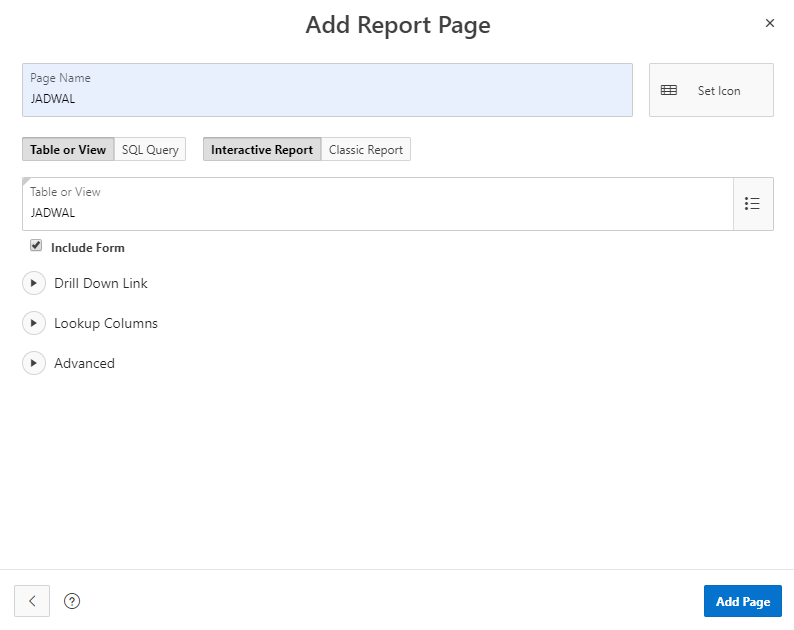 Add Report Page
Page Name
JADWAL
Set Icon
Table or View SQL Query Interactive Report Classic Report
Table or View
JADWAL
Include Form
Drill Down Link
Lookup Columns
Advanced
Add Page